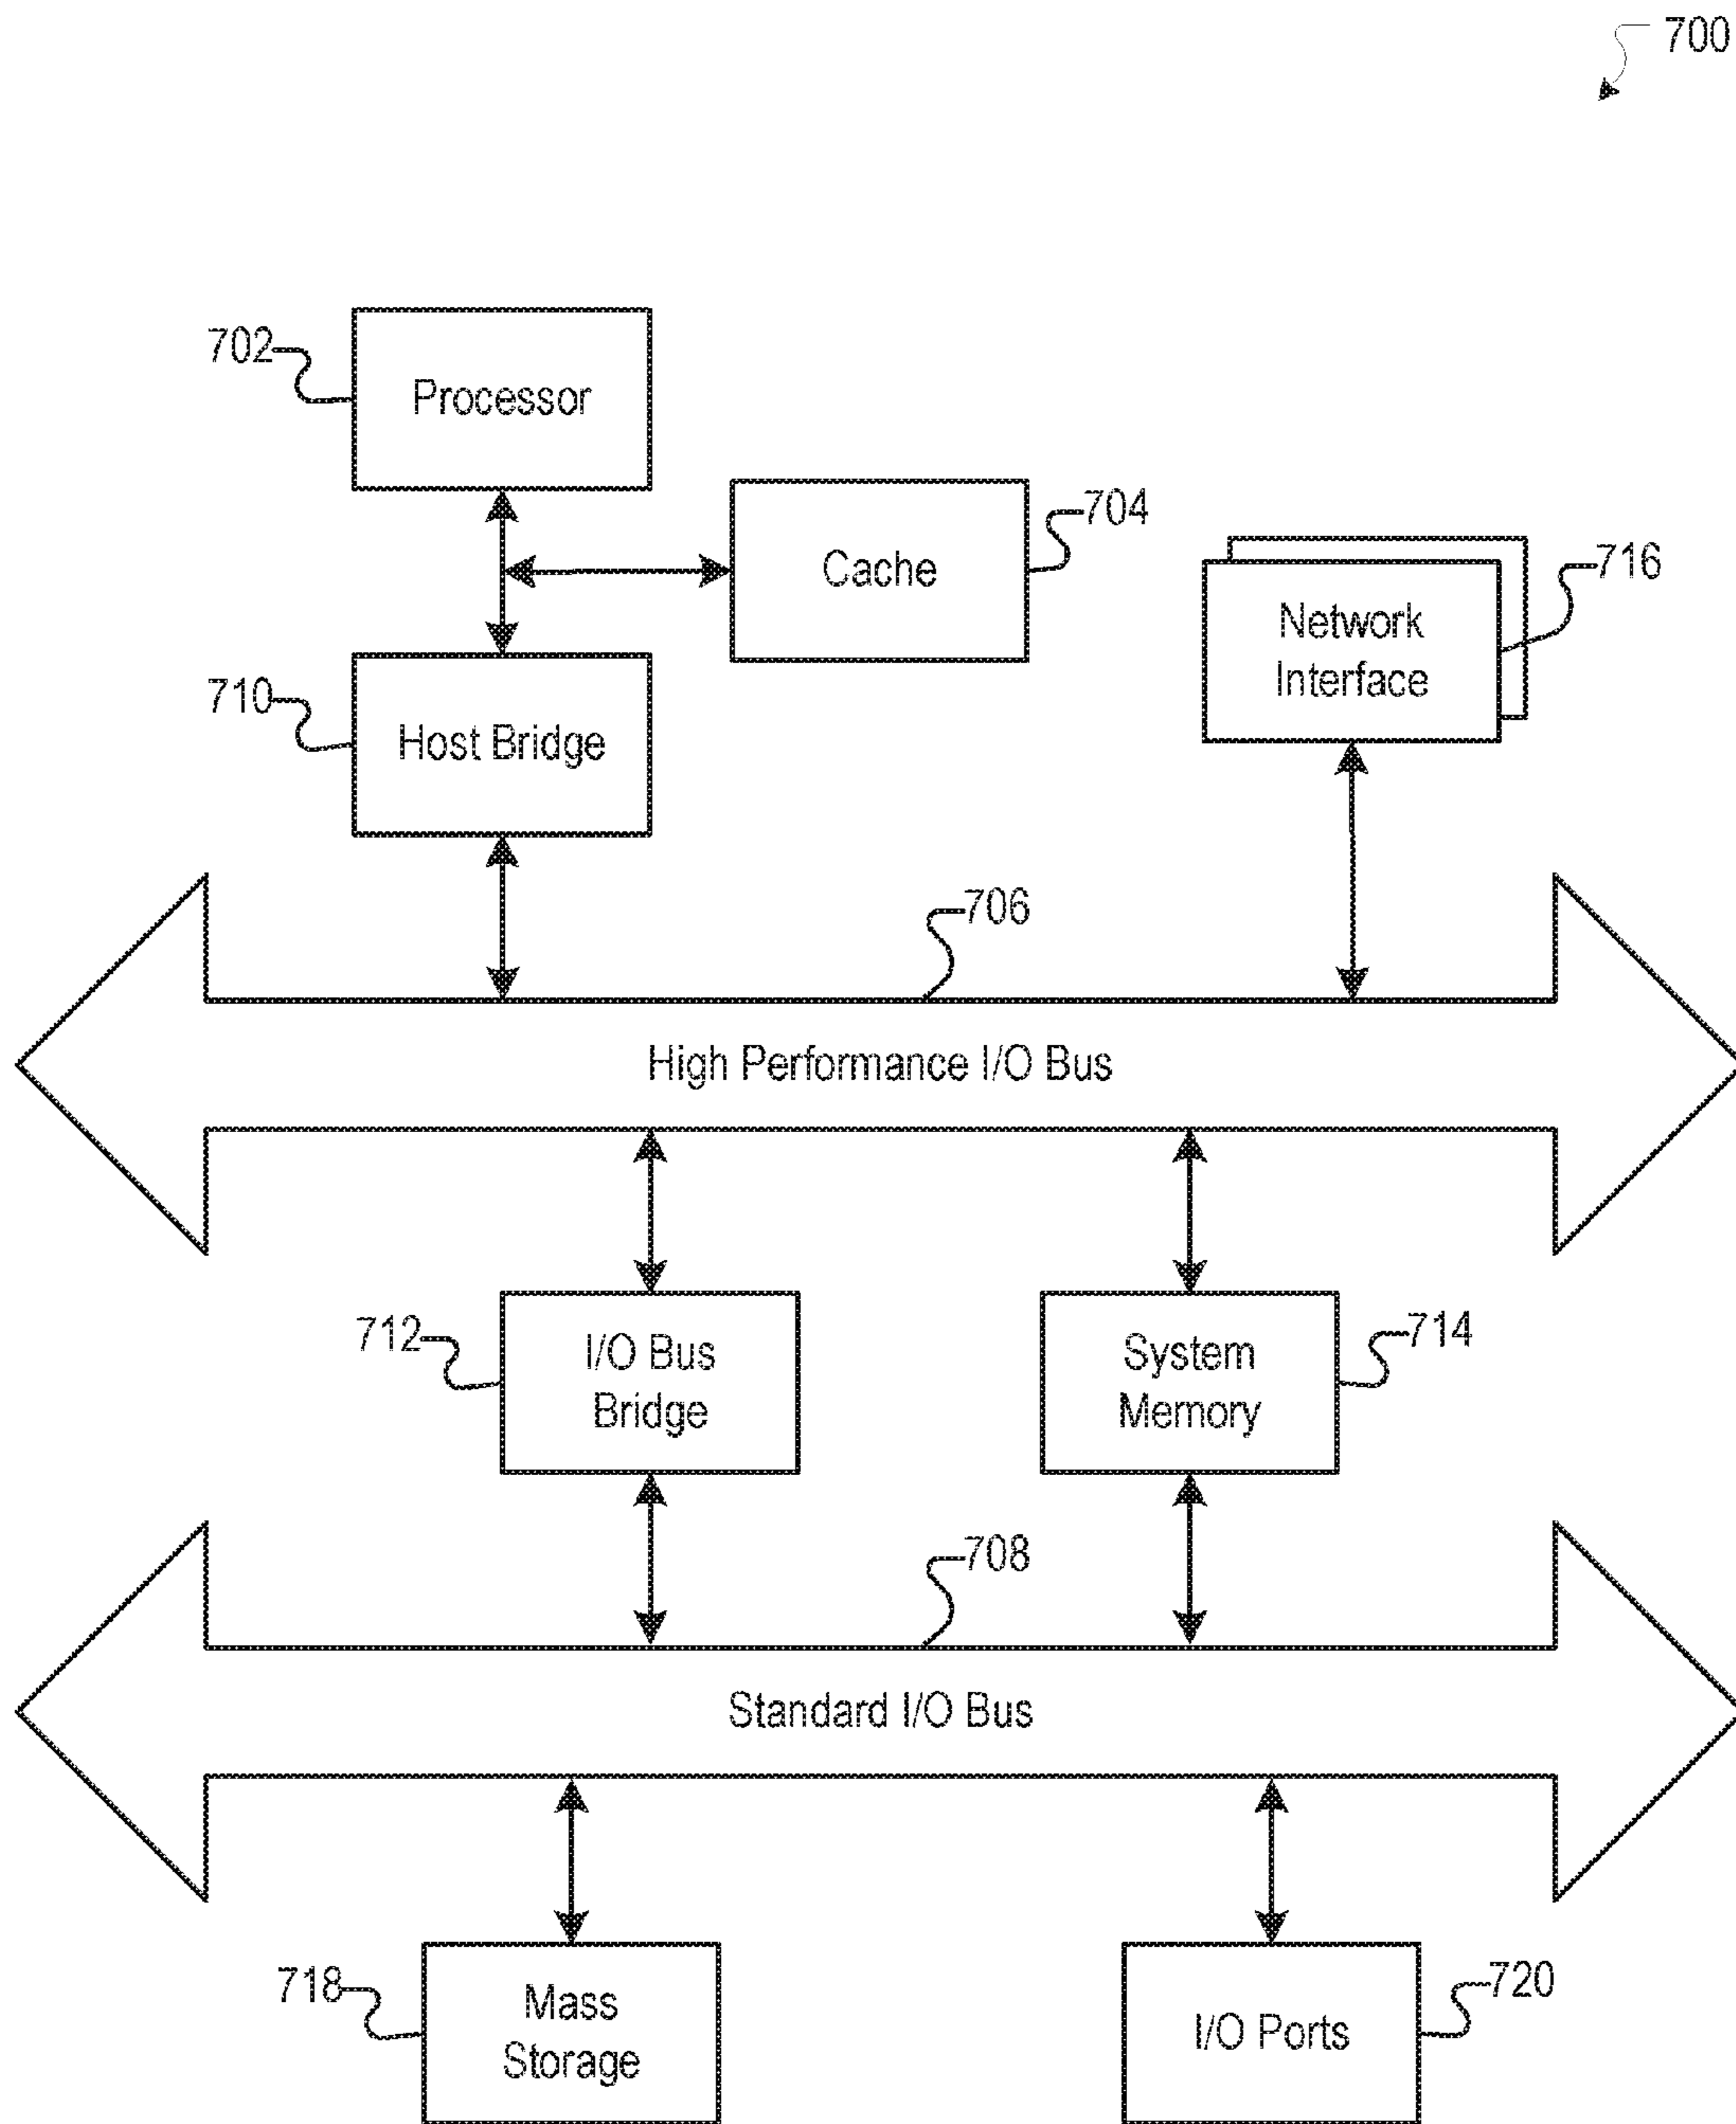 700
702
Processor
704
Cache
716
Network
Interface
710
Host Bridge
706
High Performance I/O Bus
712
I/O Bus
Bridge
714
System
Memory
708
Standard I/O Bus
718
Mass
Storage
720
I/O Ports